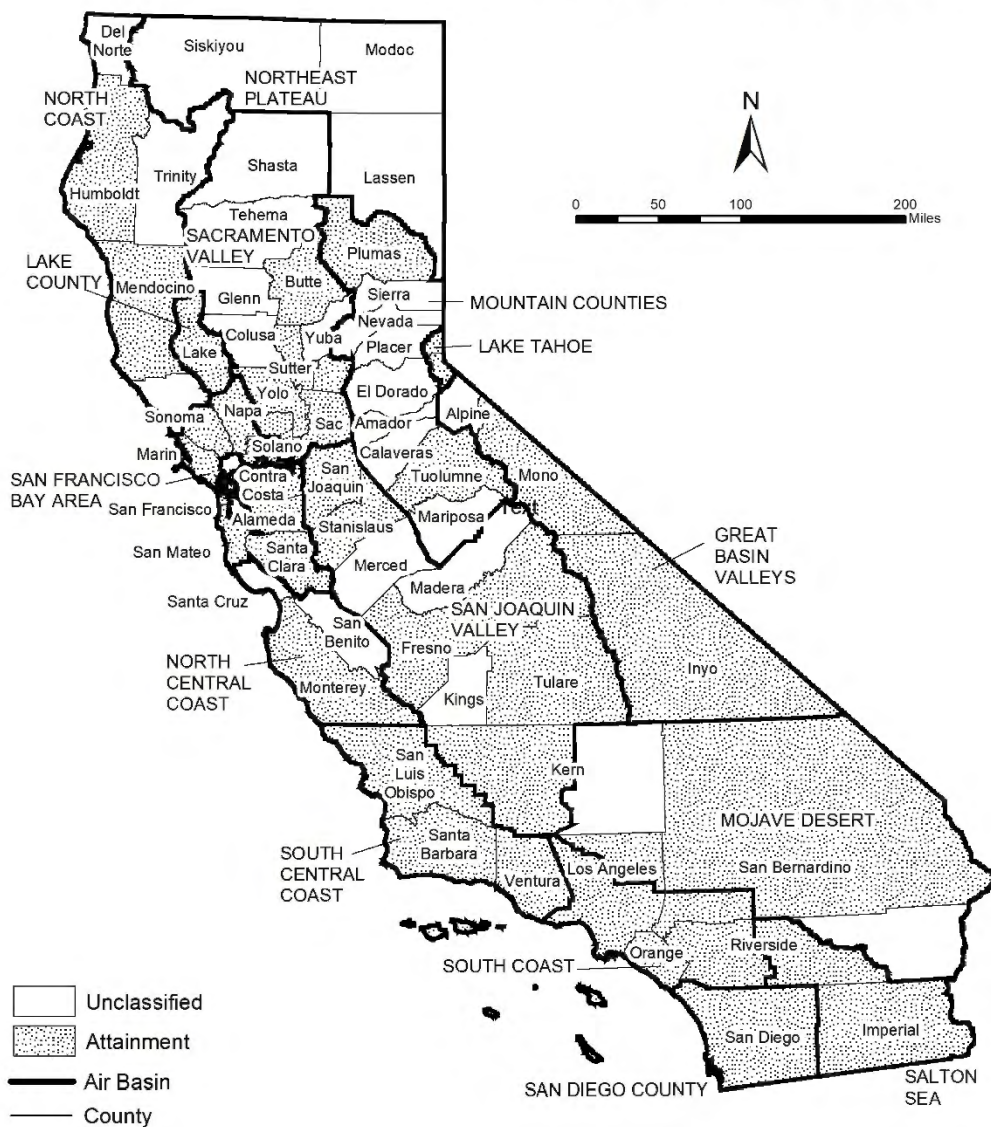 Del
Norte
Siskiyou
Modoc
NORTHEAST
PLATEAU
NORTH
COAST
N
Shasta
Trinity
Lassen
Humboldt
0 50 100 200
Miles
Tehema
SACRAMENTO
VALLEY
Plumas
LAKE
COUNTY
Butte
Mendocino
Glenn
Sierra
MOUNTAIN COUNTIES
Nevada
Colusa
Yuba
Placer
LAKE TAHOE
Lake
Sutter
El Dorado
Yolo
Napa
Sonoma
Sac
Amador
Alpine
Solano
Calaveras
Marin
SAN FRANCISCO
BAY AREA
Contra
Costa
San
Joaquin
Tuolumne
Mono
San Francisco
Alameda
Stanislaus
Mariposa
Text
San Mateo
Santa
Clara
Merced
GREAT
BASIN
VALLEYS
Madera
Santa Cruz
San
Benito
SAN JOAQUIN
VALLEY
Fresno
NORTH
CENTRAL
COAST
Monterey
Kings
Tulare
Inyo
San
Luis
Obispo
Kern
MOJAVE DESERT
Santa
Barbara
SOUTH
CENTRAL
COAST
Ventura
Los Angeles
San Bernardino
Orange
Riverside
SOUTH COAST
San Diego
Imperial
SAN DIEGO COUNTY
SALTON
SEA
Unclassified
Attainment
Air Basin
County